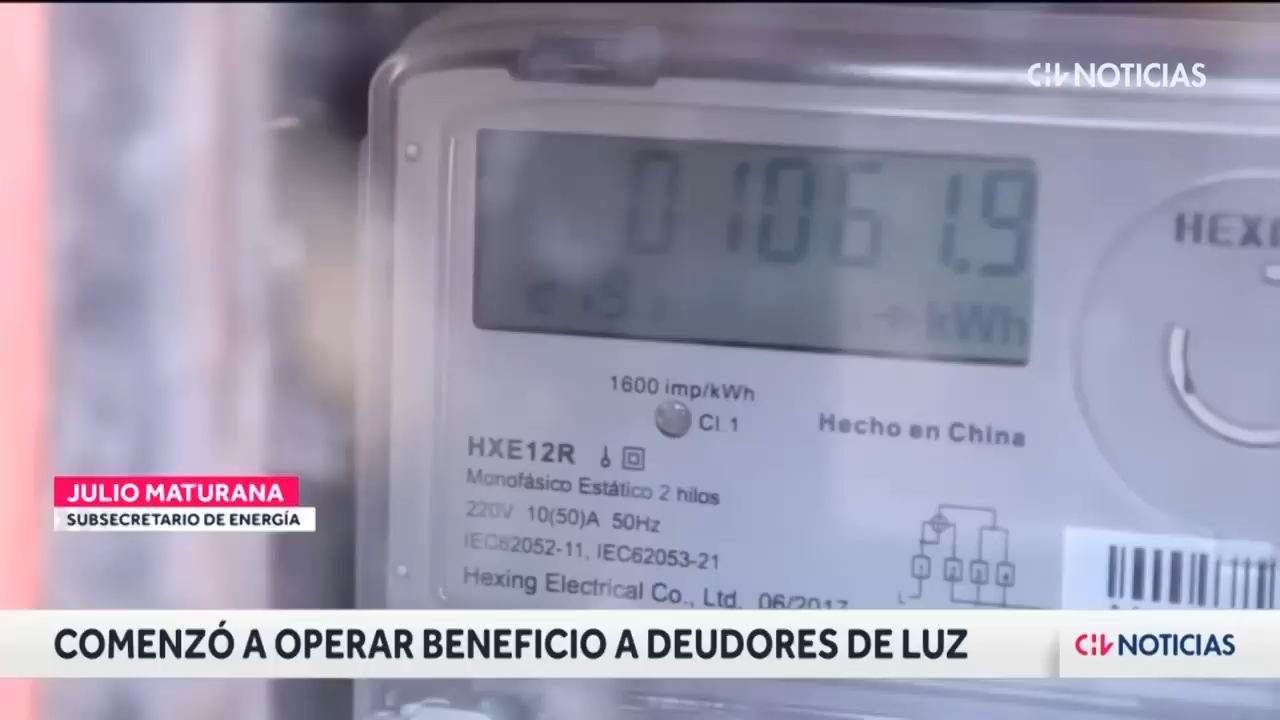 CHV NOTICIAS
01061.9
kWh
HEXI
1600 imp/kWh
Cl. 1
Hecho en China
HXE12R
Monofásico Estático 2 hilos
220V 10(50)A 50Hz
IEC62052-11, IEC62053-21
Hexing Electrical Co., Ltd. 06/2017
JULIO MATURANA
SUBSECRETARIO DE ENERGÍA
COMENZÓ A OPERAR BENEFICIO A DEUDORES DE LUZ
CHV NOTICIAS